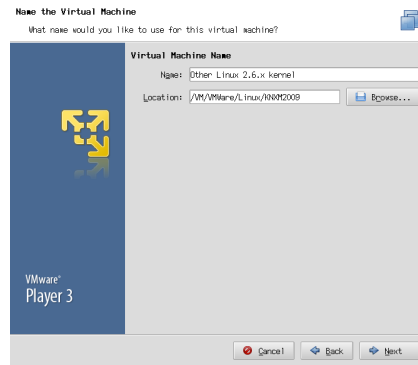 Name the Virtual Machine
What name would you like to use for this virtual machine?
Virtual Machine Name
Name: Other Linux 2.6.x kernel
Location: /VM/VMWare/Linux/KNXM2009 Browse...
VMware®
Player 3
Cancel Back Next